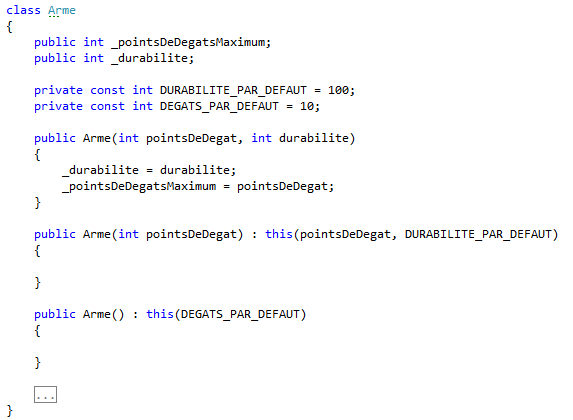 class Arme
{
    public int _pointsDeDegatsMaximum;
    public int _durabilite;

    private const int DURABILITE_PAR_DEFAUT = 100;
    private const int DEGATS_PAR_DEFAUT = 10;

    public Arme(int pointsDeDegat, int durabilite)
    {
        _durabilite = durabilite;
        _pointsDeDegatsMaximum = pointsDeDegat;
    }

    public Arme(int pointsDeDegat) : this(pointsDeDegat, DURABILITE_PAR_DEFAUT)
    {

    }

    public Arme() : this(DEGATS_PAR_DEFAUT)
    {

    }

    ...
}